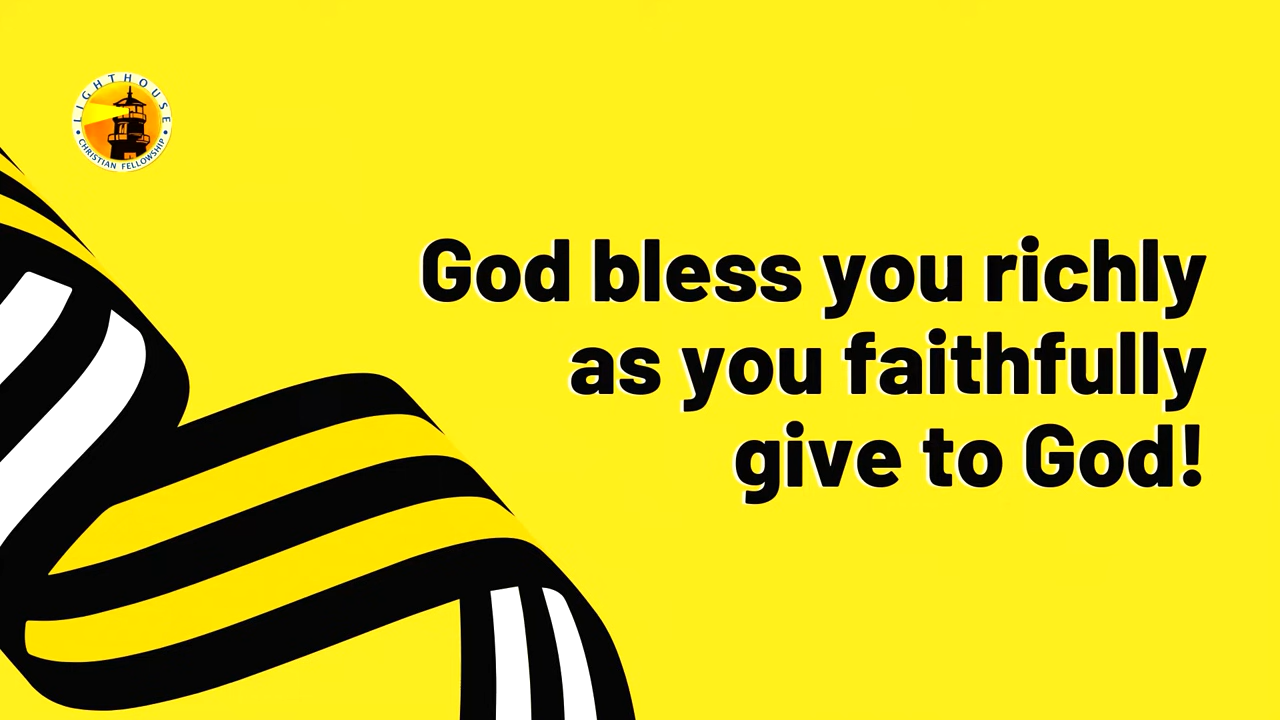 LIGHTHOUSE
• CHRISTIAN FELLOWSHIP •
God bless you richly
as you faithfully
give to God!